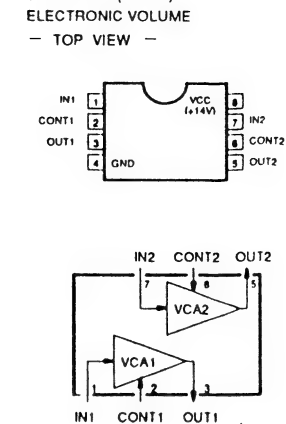 ELECTRONIC VOLUME
— TOP VIEW —
IN1 1 VCC 8
CONT1 2 (+14V) 7 IN2
OUT1 3 6 CONT2
4 GND 5 OUT2
IN2 CONT2 OUT2
7 6 5
VCA2
VCA1
1 2 3
IN1 CONT1 OUT1